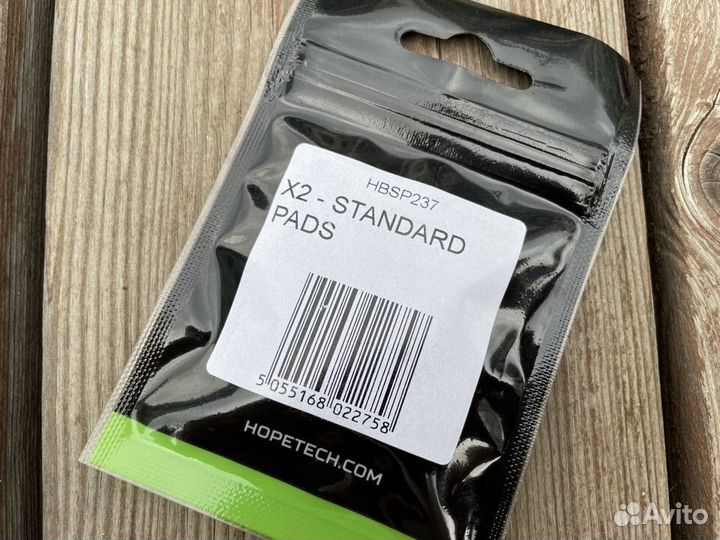 HBSP237
X2 - STANDARD
PADS
5 055168 022758
HOPETECH.COM
Avito